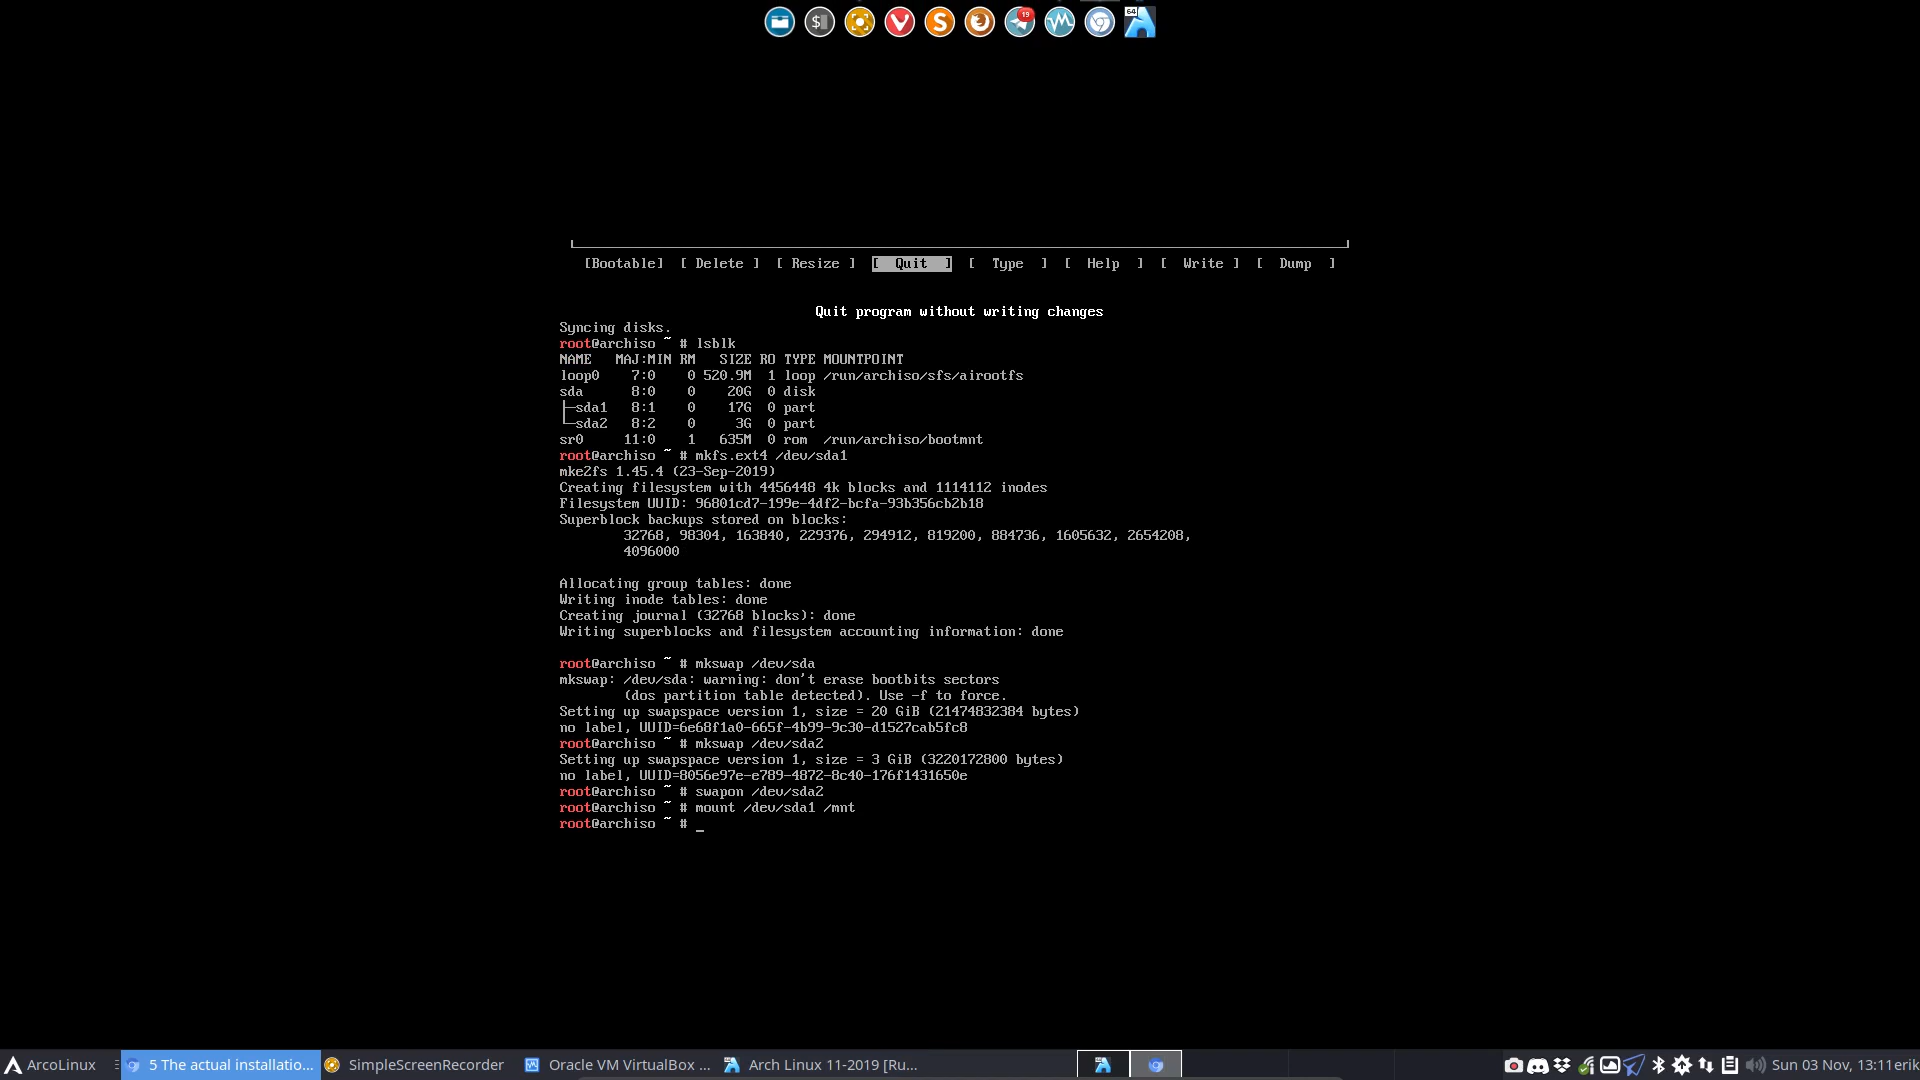 19
64
[Bootable]  [ Delete ]  [ Resize ]  [  Quit  ]  [  Type  ]  [  Help  ]  [  Write ]  [  Dump  ]
Quit program without writing changes
Syncing disks.
root@archiso ~ # lsblk
NAME   MAJ:MIN RM   SIZE RO TYPE MOUNTPOINT
loop0    7:0    0 520.9M  1 loop /run/archiso/sfs/airootfs
sda      8:0    0    20G  0 disk
├─sda1   8:1    0    17G  0 part
└─sda2   8:2    0     3G  0 part
sr0     11:0    1   635M  0 rom  /run/archiso/bootmnt
root@archiso ~ # mkfs.ext4 /dev/sda1
mke2fs 1.45.4 (23-Sep-2019)
Creating filesystem with 4456448 4k blocks and 1114112 inodes
Filesystem UUID: 96801cd7-199e-4df2-bcfa-93b356cb2b18
Superblock backups stored on blocks:
32768, 98304, 163840, 229376, 294912, 819200, 884736, 1605632, 2654208,
4096000
Allocating group tables: done
Writing inode tables: done
Creating journal (32768 blocks): done
Writing superblocks and filesystem accounting information: done
root@archiso ~ # mkswap /dev/sda
mkswap: /dev/sda: warning: don't erase bootbits sectors
(dos partition table detected). Use -f to force.
Setting up swapspace version 1, size = 20 GiB (21474832384 bytes)
no label, UUID=6e68f1a0-665f-4b99-9c30-d1527cab5fc8
root@archiso ~ # mkswap /dev/sda2
Setting up swapspace version 1, size = 3 GiB (3220172800 bytes)
no label, UUID=8056e97e-e789-4872-8c40-176f1431650e
root@archiso ~ # swapon /dev/sda2
root@archiso ~ # mount /dev/sda1 /mnt
root@archiso ~ # _
ArcoLinux  5 The actual installatio...  SimpleScreenRecorder  Oracle VM VirtualBox ...  Arch Linux 11-2019 [Ru...  Sun 03 Nov, 13:11erik